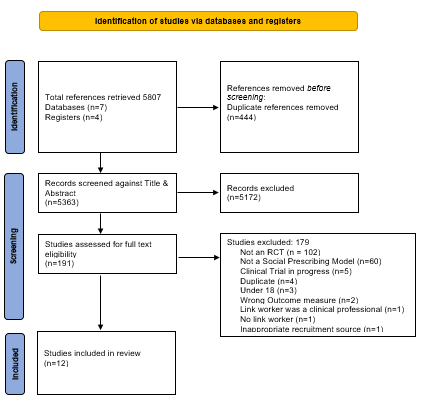 Identification of studies via databases and registers
Identification
Total references retrieved 5807
Databases (n=7)
Registers (n=4)
References removed before
screening:
Duplicate references removed
(n=444)
Screening
Records screened against Title &
Abstract
(n=5363)
Records excluded
(n=5172)
Studies assessed for full text
eligibility
(n=191)
Studies excluded: 179
Not an RCT (n = 102)
Not a Social Prescribing Model (n=60)
Clinical Trial in progress (n=5)
Duplicate (n=4)
Under 18 (n=3)
Wrong Outcome measure (n=2)
Link worker was a clinical professional (n=1)
No link worker (n=1)
Inappropriate recruitment source (n=1)
Included
Studies included in review
(n=12)